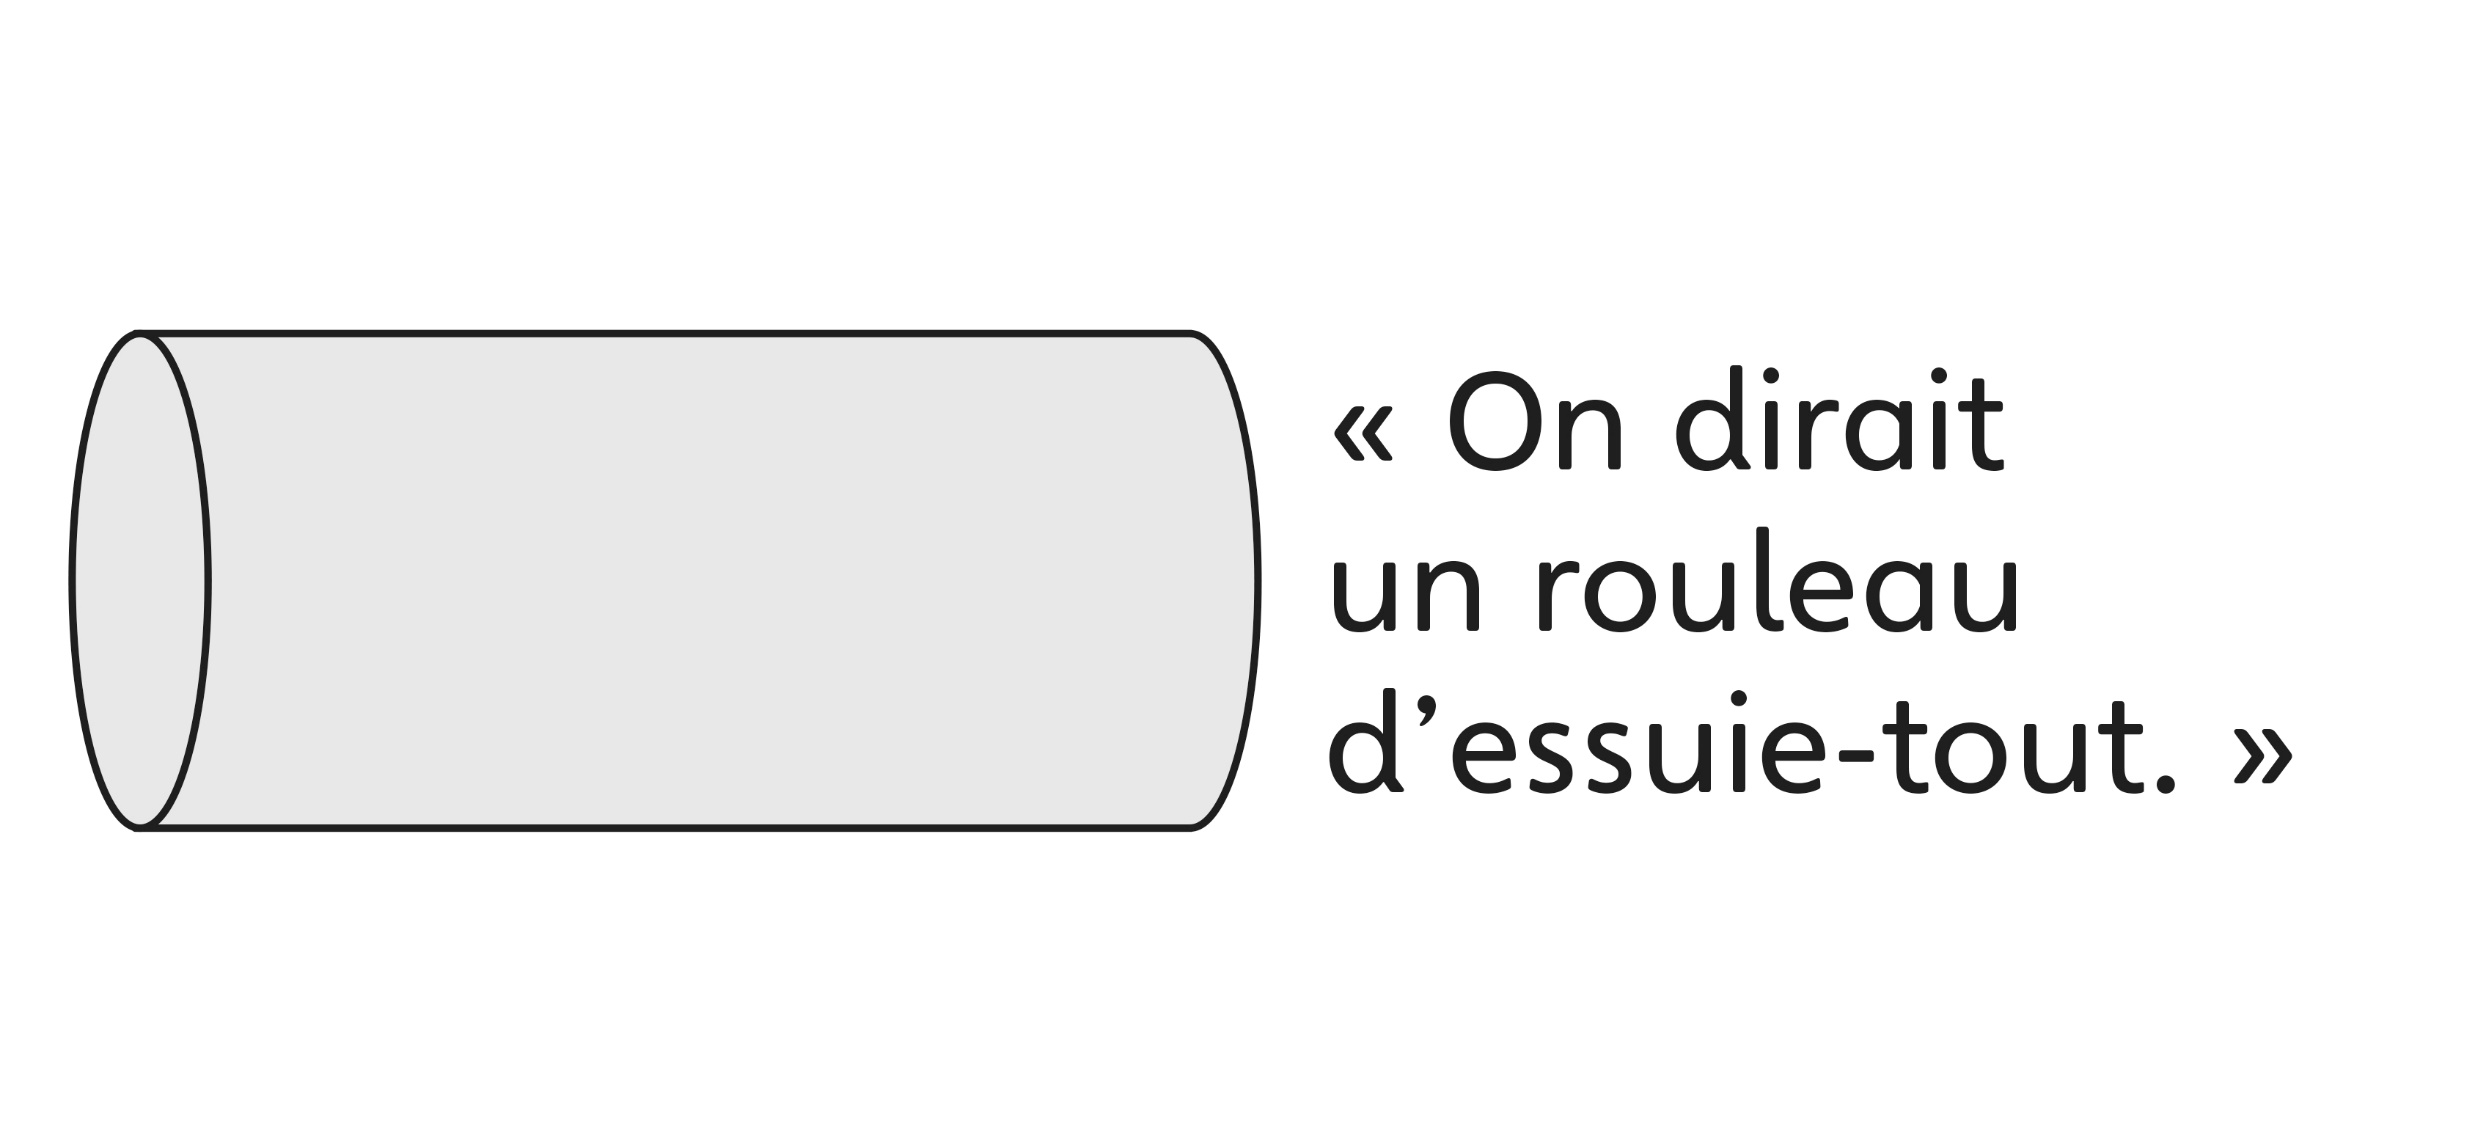 « On dirait
un rouleau
d’essuie-tout. »